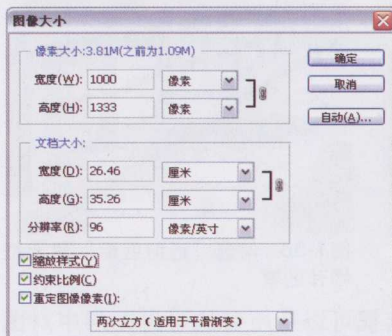 图像大小
像素大小:3.81M(之前为1.09M)
确定
宽度(W): 1000 像素
取消
高度(H): 1333 像素
自动(A)...
文档大小:
宽度(D): 26.46 厘米
高度(G): 35.26 厘米
分辨率(R): 96 像素/英寸
缩放样式(Y)
约束比例(C)
重定图像像素(I):
两次立方(适用于平滑渐变)